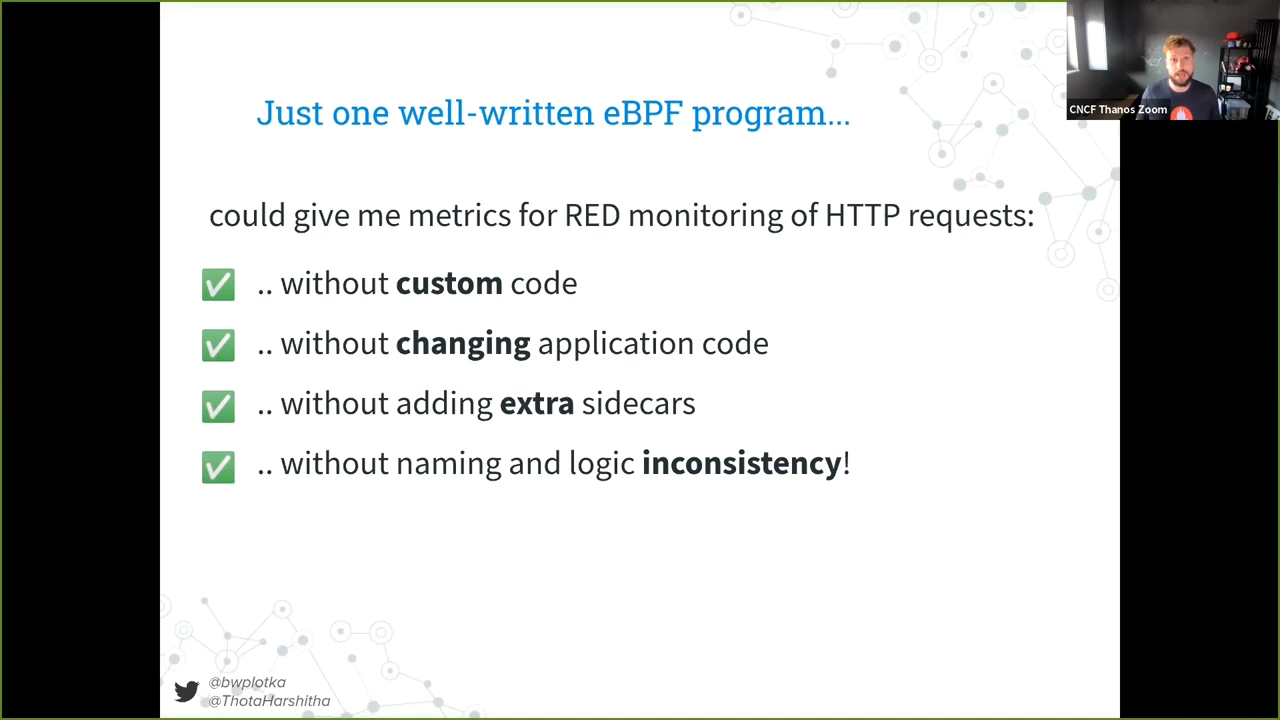 Just one well-written eBPF program...
CNCF Thanos Zoom
could give me metrics for RED monitoring of HTTP requests:
.. without custom code
.. without changing application code
.. without adding extra sidecars
.. without naming and logic inconsistency!
@bwplotka
@ThotaHarshitha